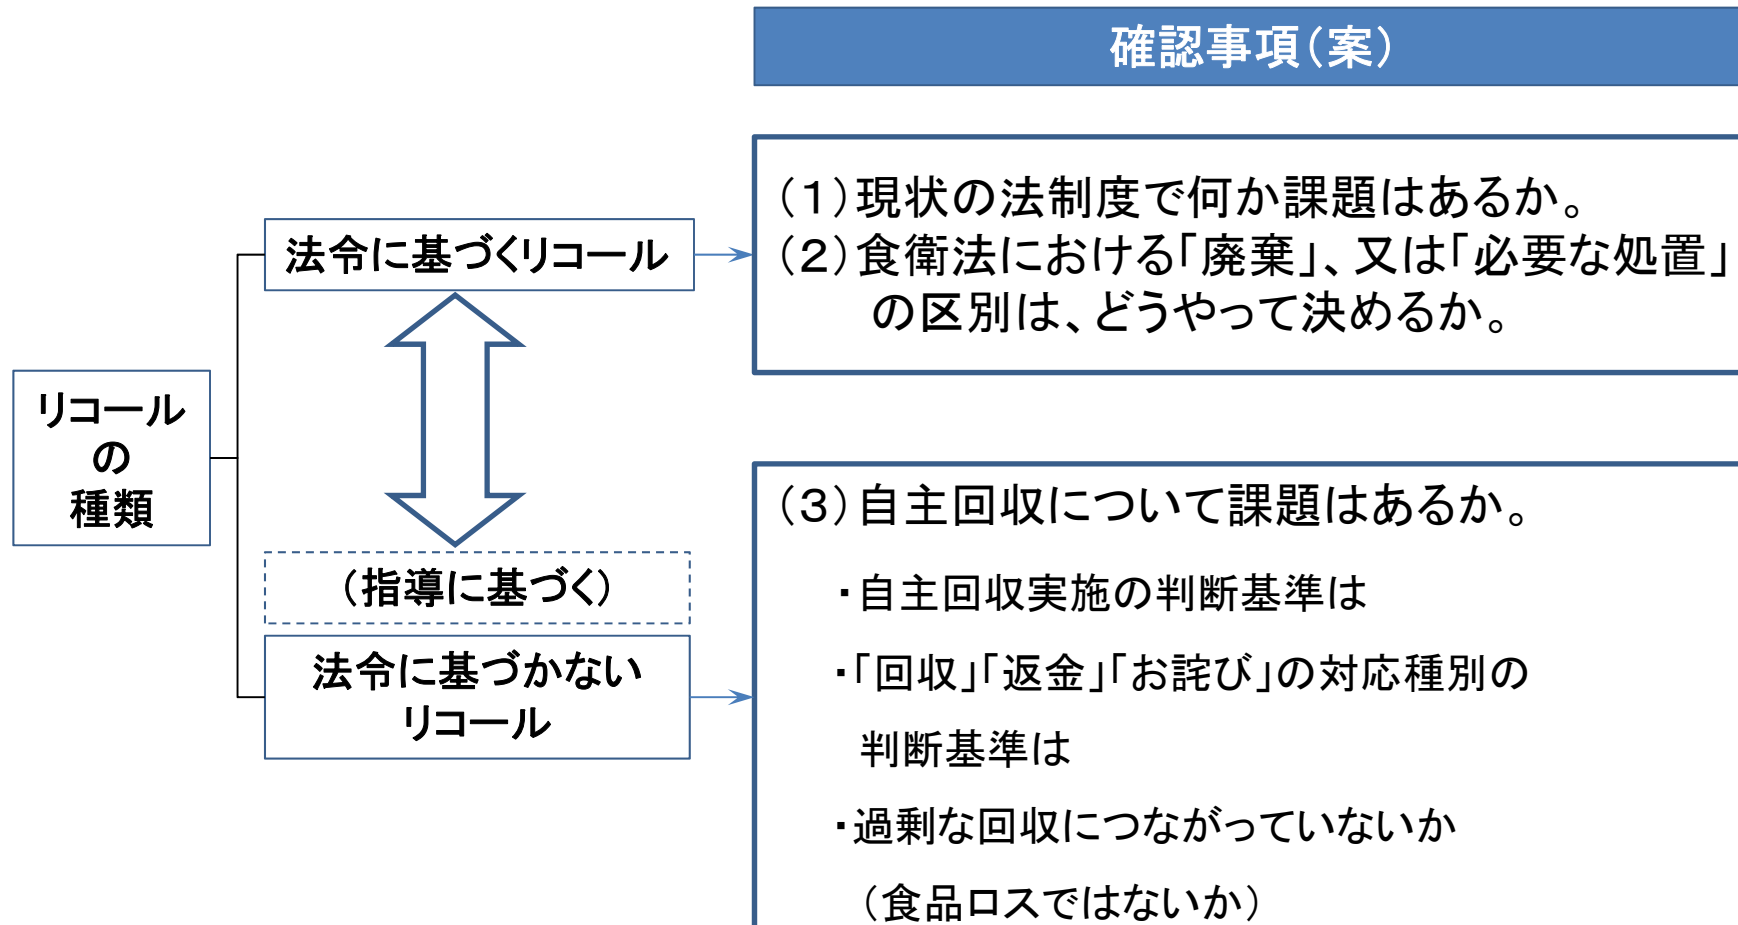 確認事項（案）
リコール
の
種類
法令に基づくリコール
（指導に基づく）
法令に基づかない
リコール
（１）現状の法制度で何か課題はあるか。
（２）食衛法における「廃棄」、又は「必要な処置」
の区別は、どうやって決めるか。
（３）自主回収について課題はあるか。
・自主回収実施の判断基準は
・「回収」「返金」「お詫び」の対応種別の
判断基準は
・過剰な回収につながっていないか
（食品ロスではないか）